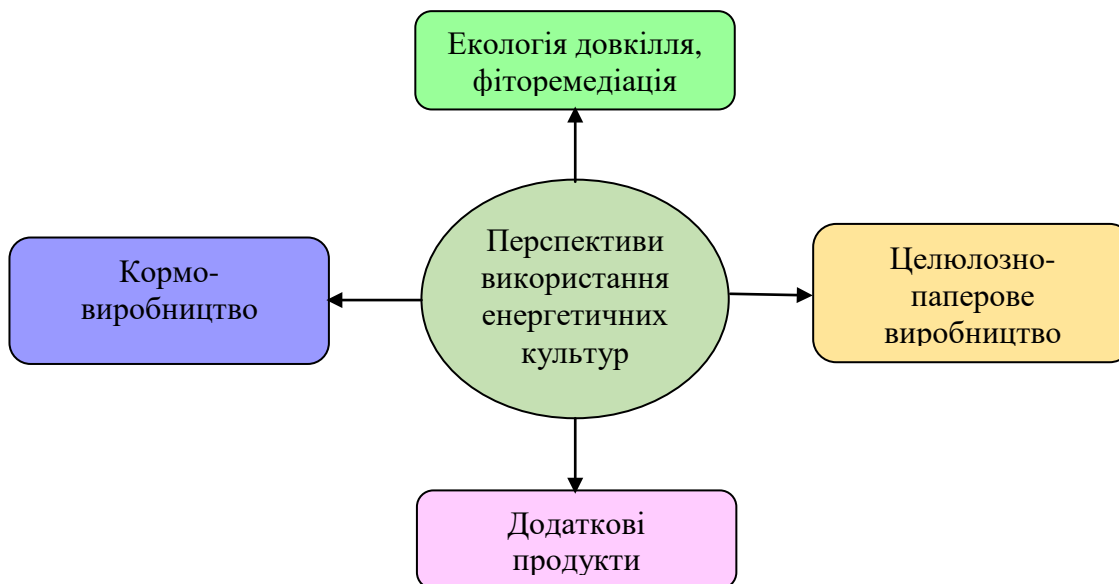 Екологія довкілля,
фіторемедіація
Кормо-
виробництво
Перспективи
використання
енергетичних
культур
Целюлозно-
паперове
виробництво
Додаткові
продукти